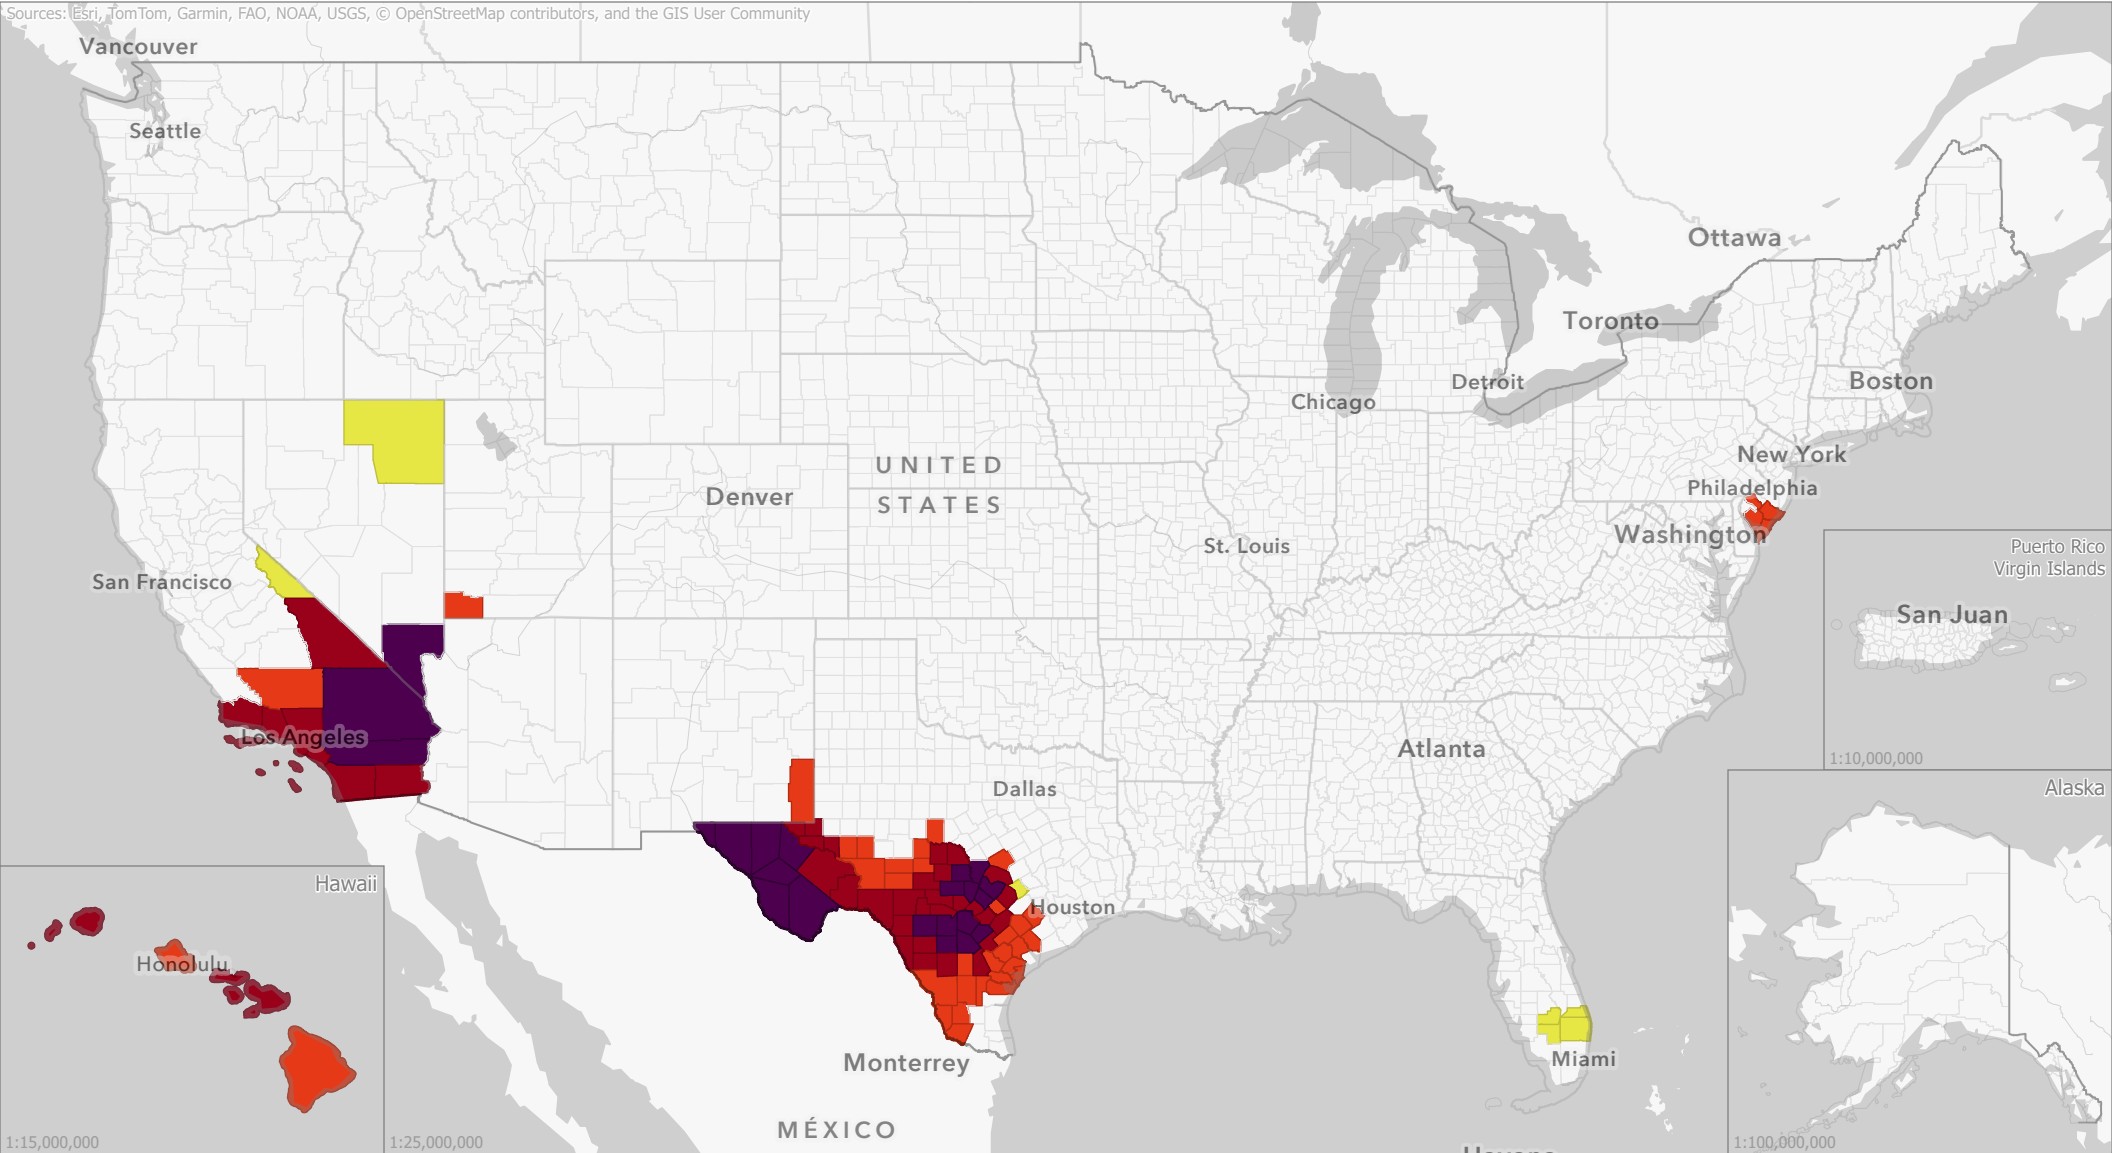 Sources: Esri, TomTom, Garmin, FAO, NOAA, USGS, © OpenStreetMap contributors, and the GIS User Community
Vancouver
Seattle
Ottawa
Toronto
Detroit
Boston
Chicago
New York
UNITED
STATES
Denver
Philadelphia
Washington
St. Louis
San Francisco
Puerto Rico
Virgin Islands
San Juan
1:10,000,000
Los Angeles
Atlanta
Dallas
Alaska
Hawaii
Houston
Honolulu
Monterrey
Miami
MÉXICO
1:15,000,000
1:25,000,000
1:100,000,000